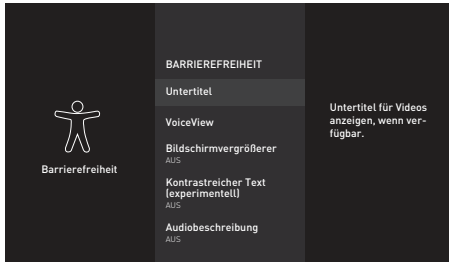 Barrierefreiheit
BARRIEREFREIHEIT
Untertitel
VoiceView
Bildschirmvergrößerer
AUS
Kontrastreicher Text
(experimentell)
AUS
Audiobeschreibung
AUS
Untertitel für Videos
anzeigen, wenn ver-
fügbar.